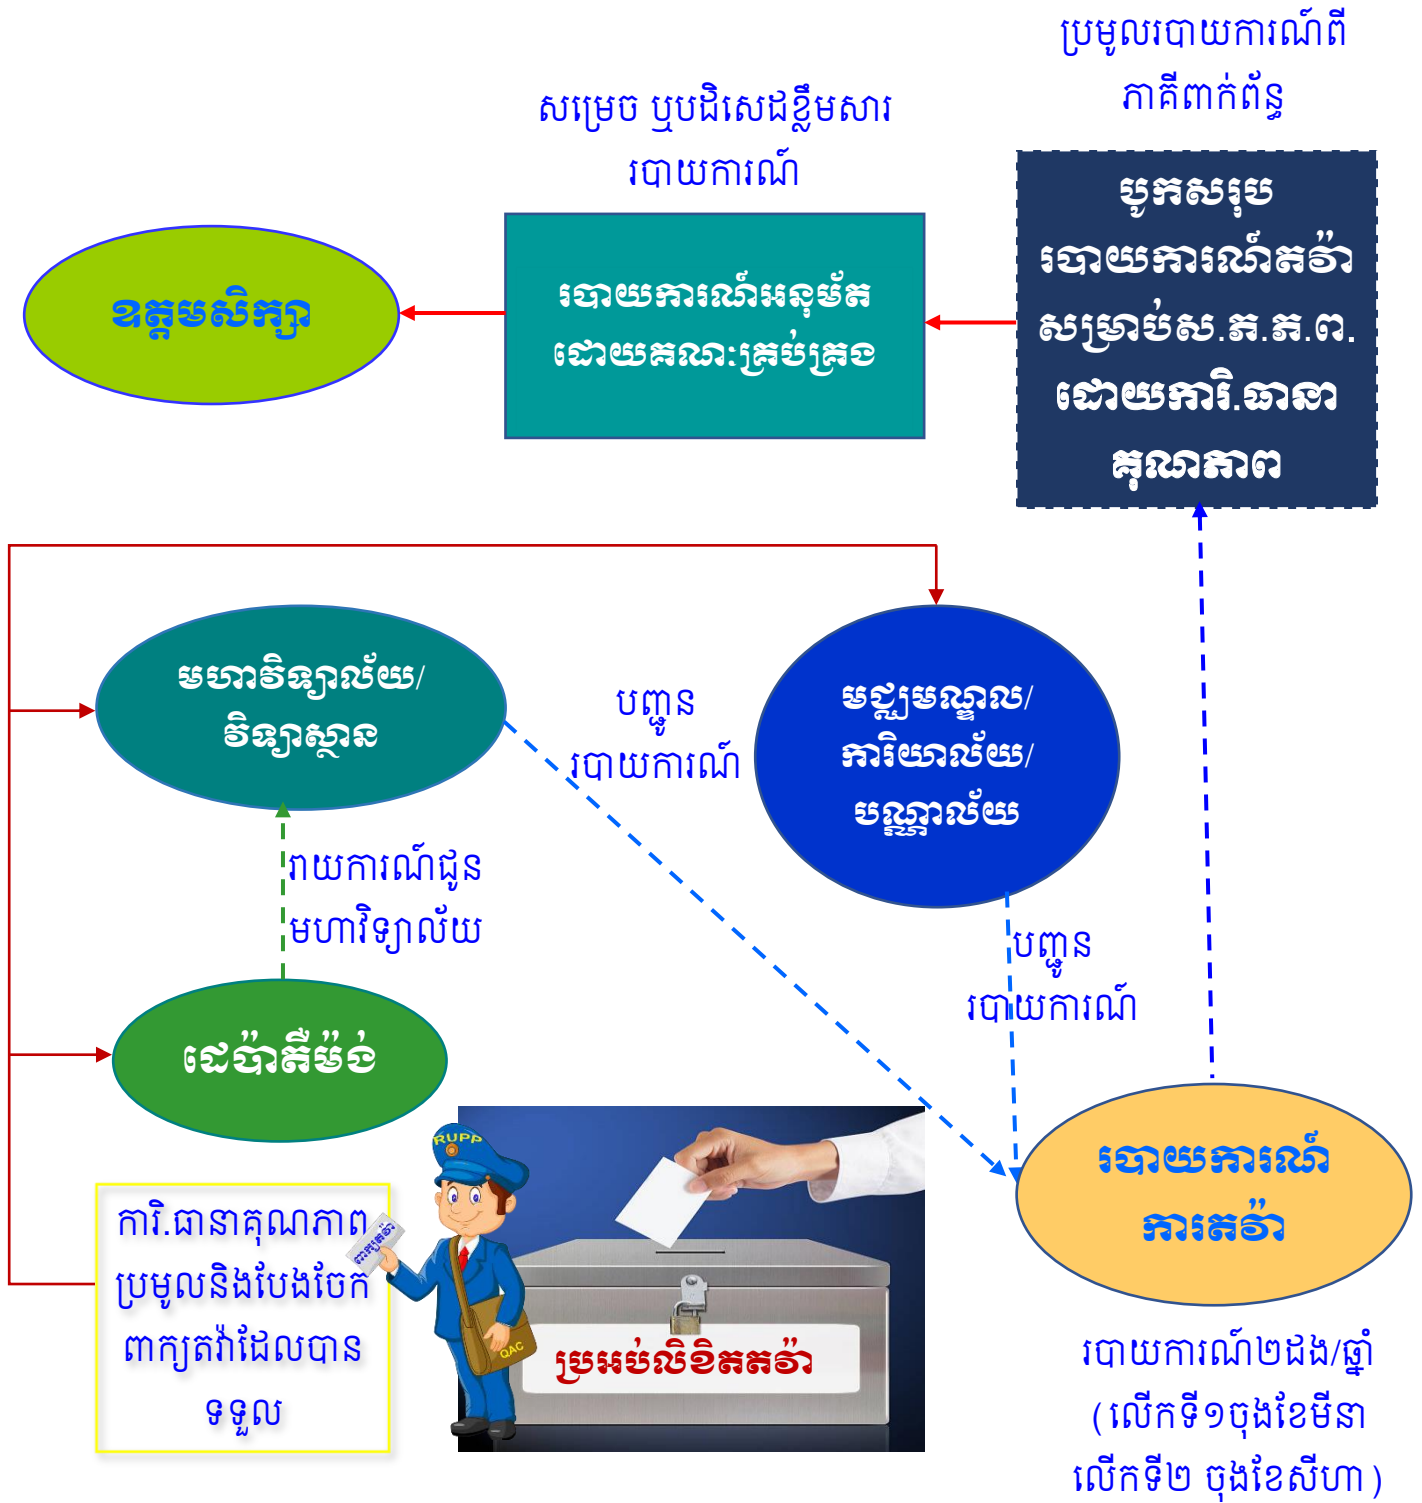 ប្រមូលរបាយការណ៍ពី
ភាគីពាក់ព័ន្ធ
សម្រេច ឬបដិសេដខ្លឹមសារ
របាយការណ៍
បូកសរុប
របាយការណ៍តវ៉ា
សម្រាប់ស.ភ.ភ.ព.
ដោយការិ.ធានា
គុណភាព
របាយការណ៍អនុម័ត
ដោយគណៈគ្រប់គ្រង
ឧត្តមសិក្សា
មហាវិទ្យាល័យ/
វិទ្យាស្ថាន
បញ្ជូន
របាយការណ៍
មជ្ឈមណ្ឌល/
ការិយាល័យ/
បណ្ណាល័យ
រាយការណ៍ជូន
មហាវិទ្យាល័យ
បញ្ជូន
របាយការណ៍
ដេប៉ាតឺម៉ង់
របាយការណ៍
ការតវ៉ា
ការិ.ធានាគុណភាព
ប្រមូលនិងបែងចែក
ពាក្យតវ៉ាដែលបាន
ទទួល
RUPP
ពាក្យតវ៉ា
QAC
ប្រអប់លិខិតតវ៉ា
របាយការណ៍២ដង/ឆ្នាំ
(លើកទី១ចុងខែមីនា
លើកទី២ ចុងខែសីហា)